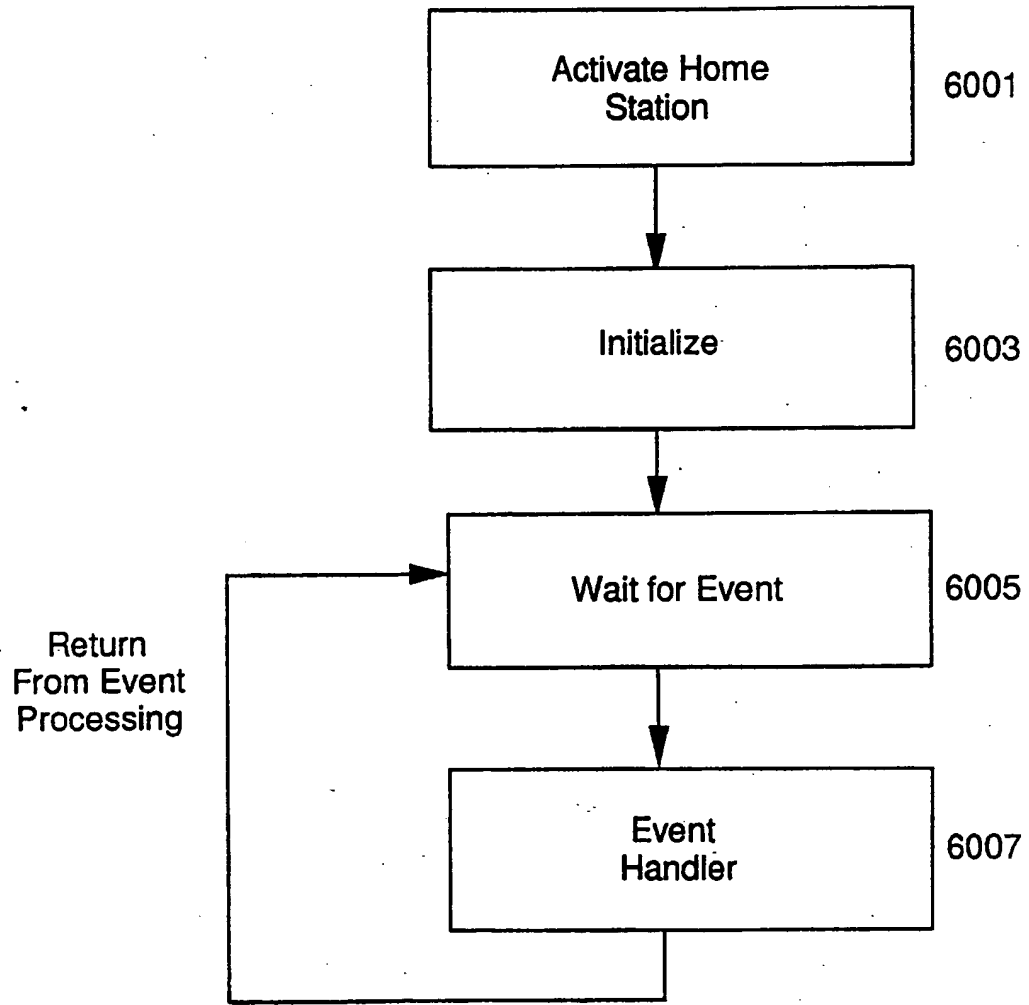 Activate Home
Station
6001
Initialize
6003
Wait for Event
6005
Return
From Event
Processing
Event
Handler
6007